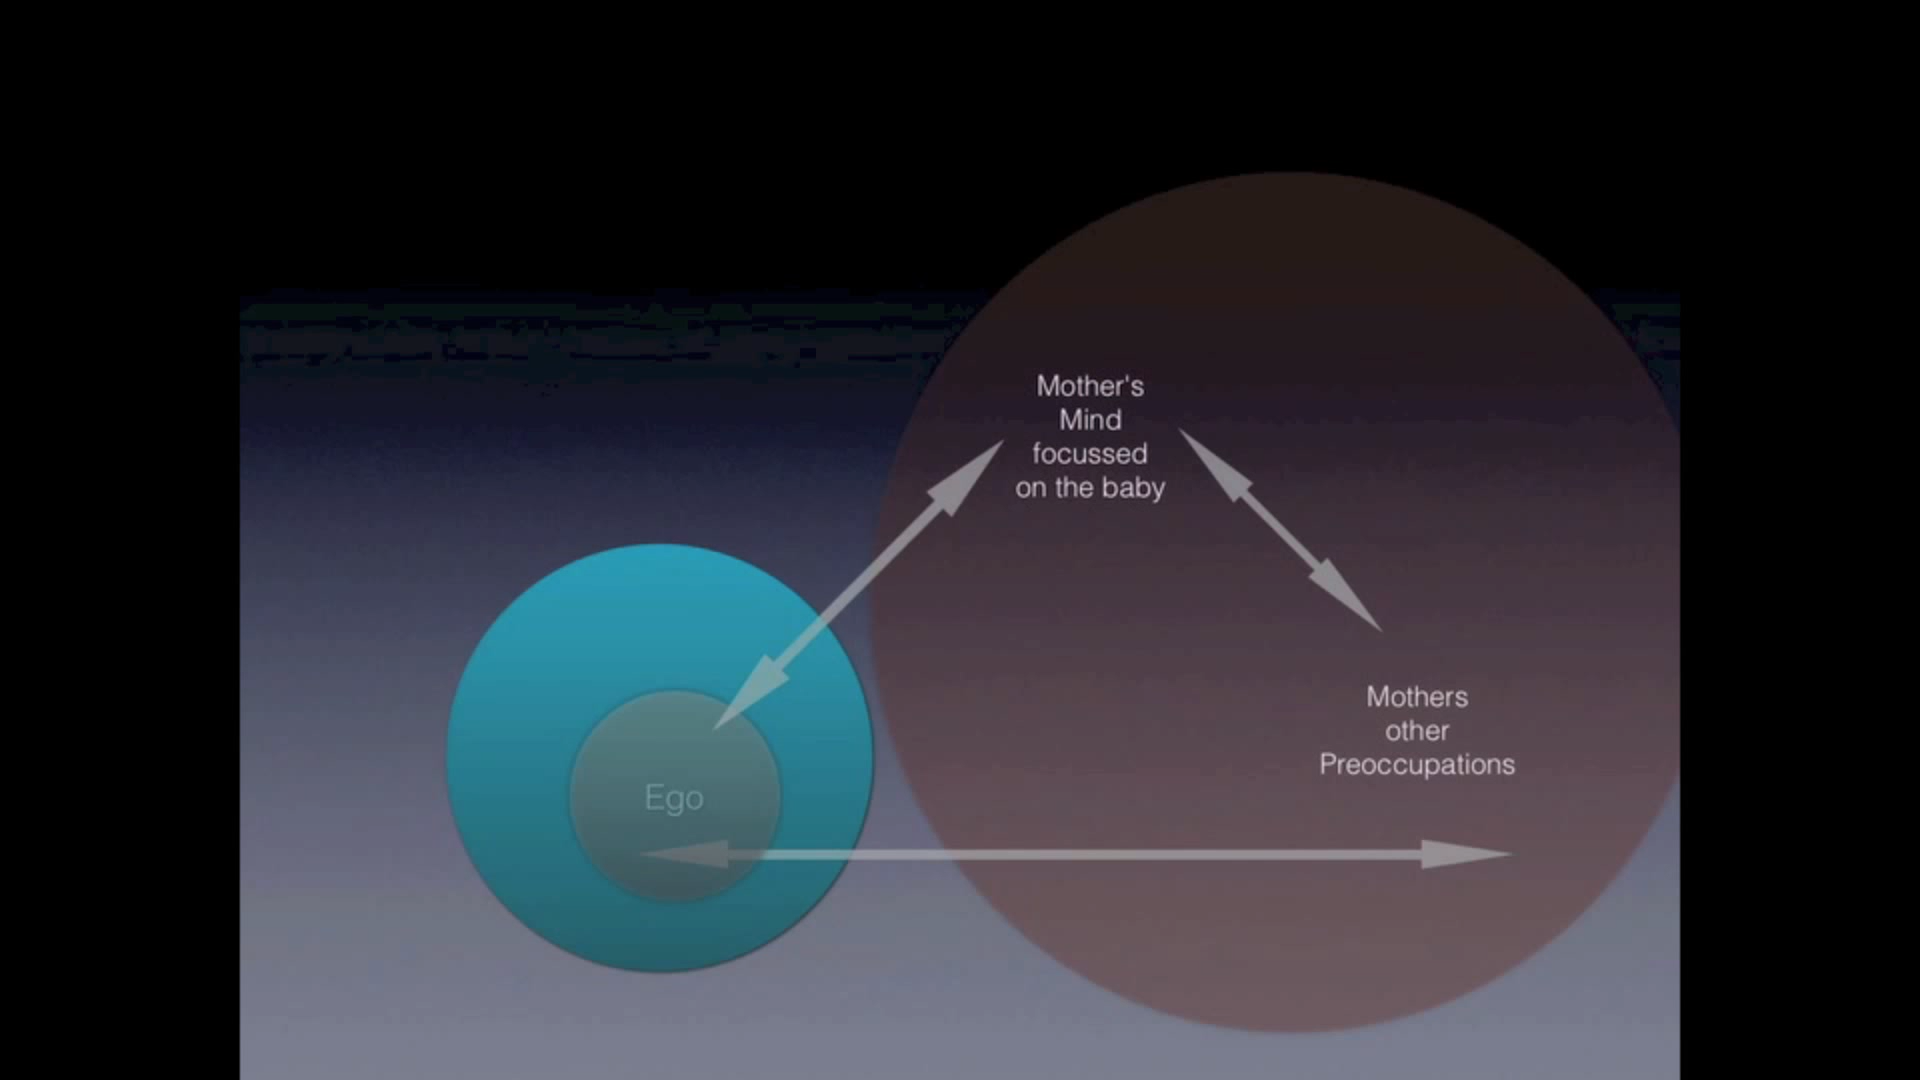 Mother's
Mind
focussed
on the baby
Mothers
other
Preoccupations
Ego